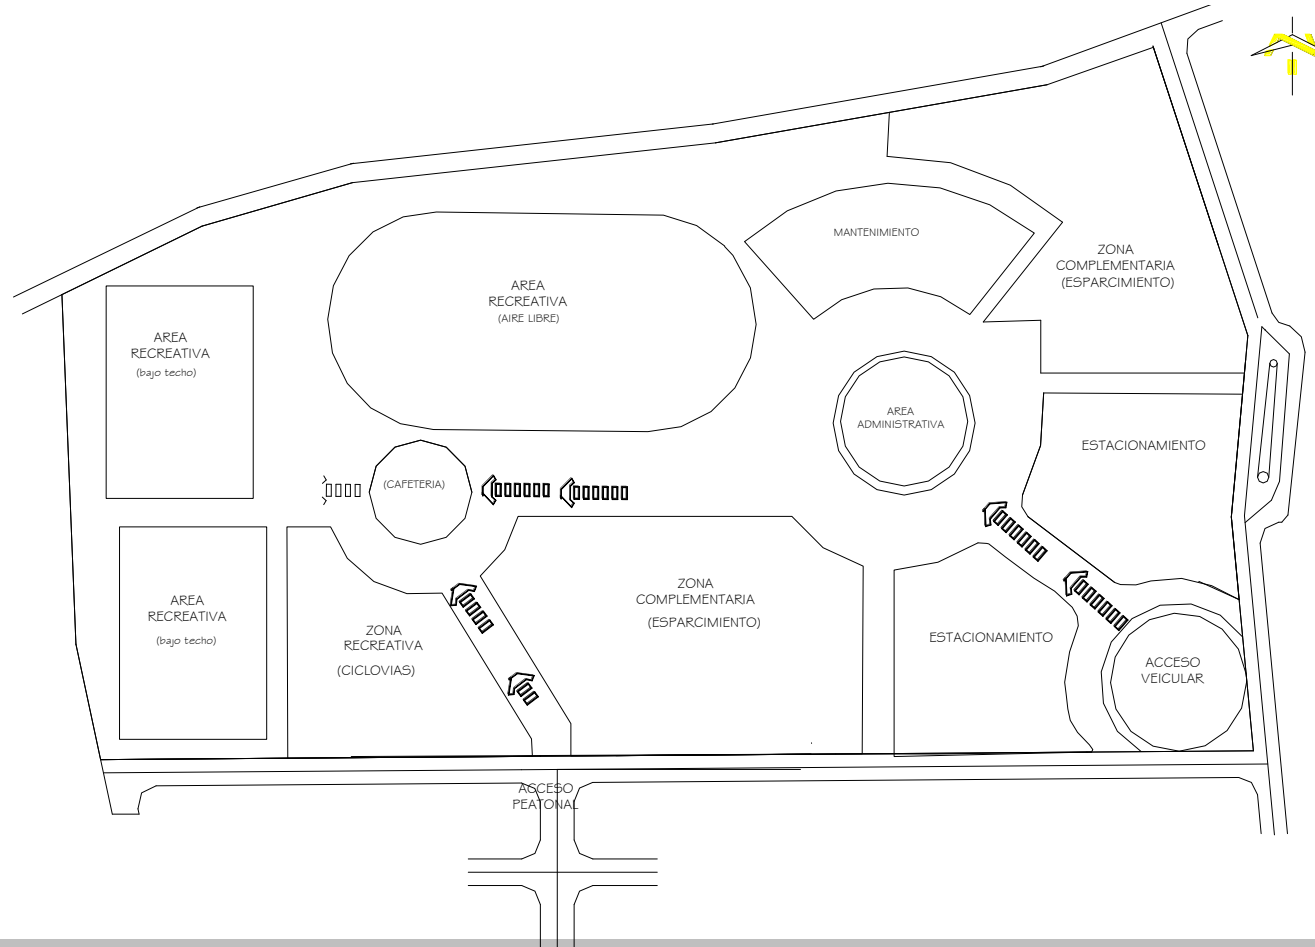 MANTENIMIENTO
ZONA
COMPLEMENTARIA
(ESPARCIMIENTO)
AREA
RECREATIVA
(AIRE LIBRE)
AREA
RECREATIVA
(bajo techo)
AREA
ADMINISTRATIVA
ESTACIONAMIENTO
(CAFETERIA)
ZONA
COMPLEMENTARIA
(ESPARCIMIENTO)
AREA
RECREATIVA
(bajo techo)
ZONA
RECREATIVA
(CICLOVIAS)
ESTACIONAMIENTO
ACCESO
VEICULAR
ACCESO
PEATONAL